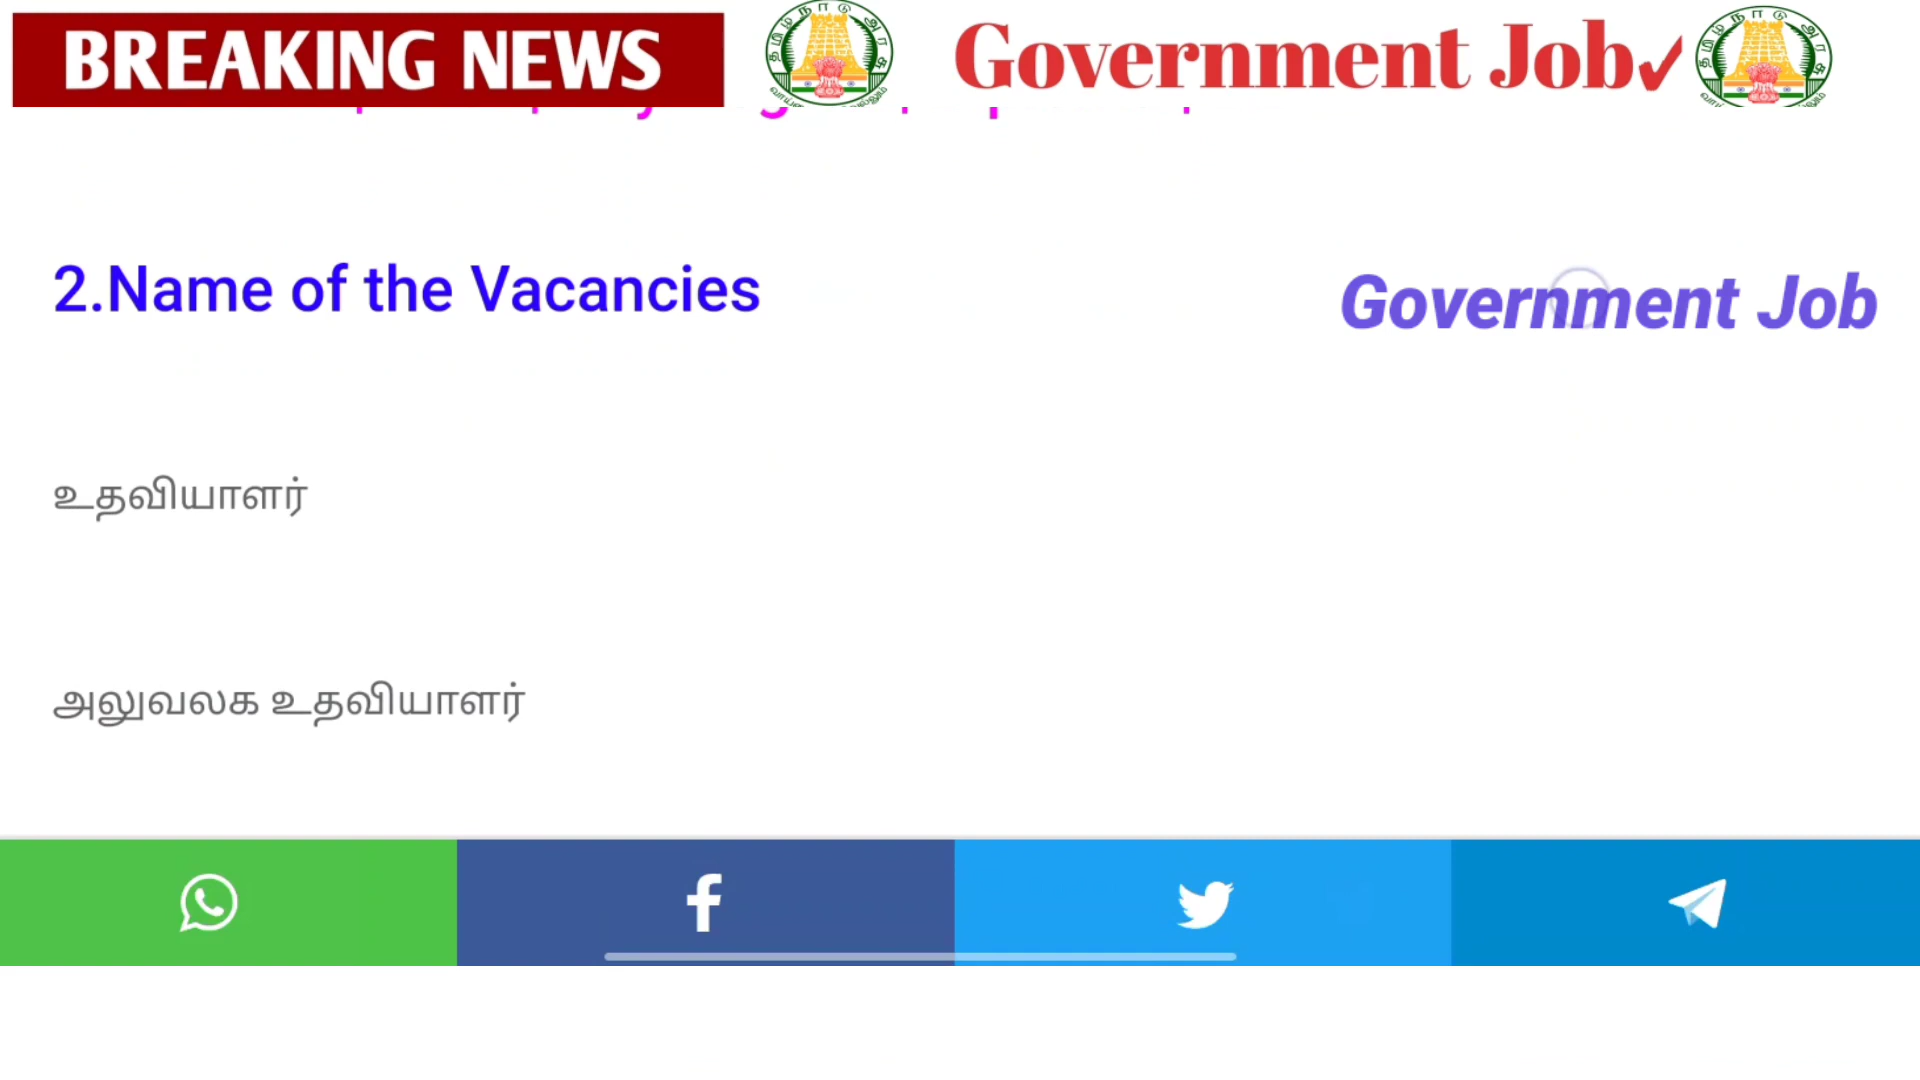 BREAKING NEWS
Government Job✓
2.Name of the Vacancies
Government Job
உதவியாளர்
அலுவலக உதவியாளர்